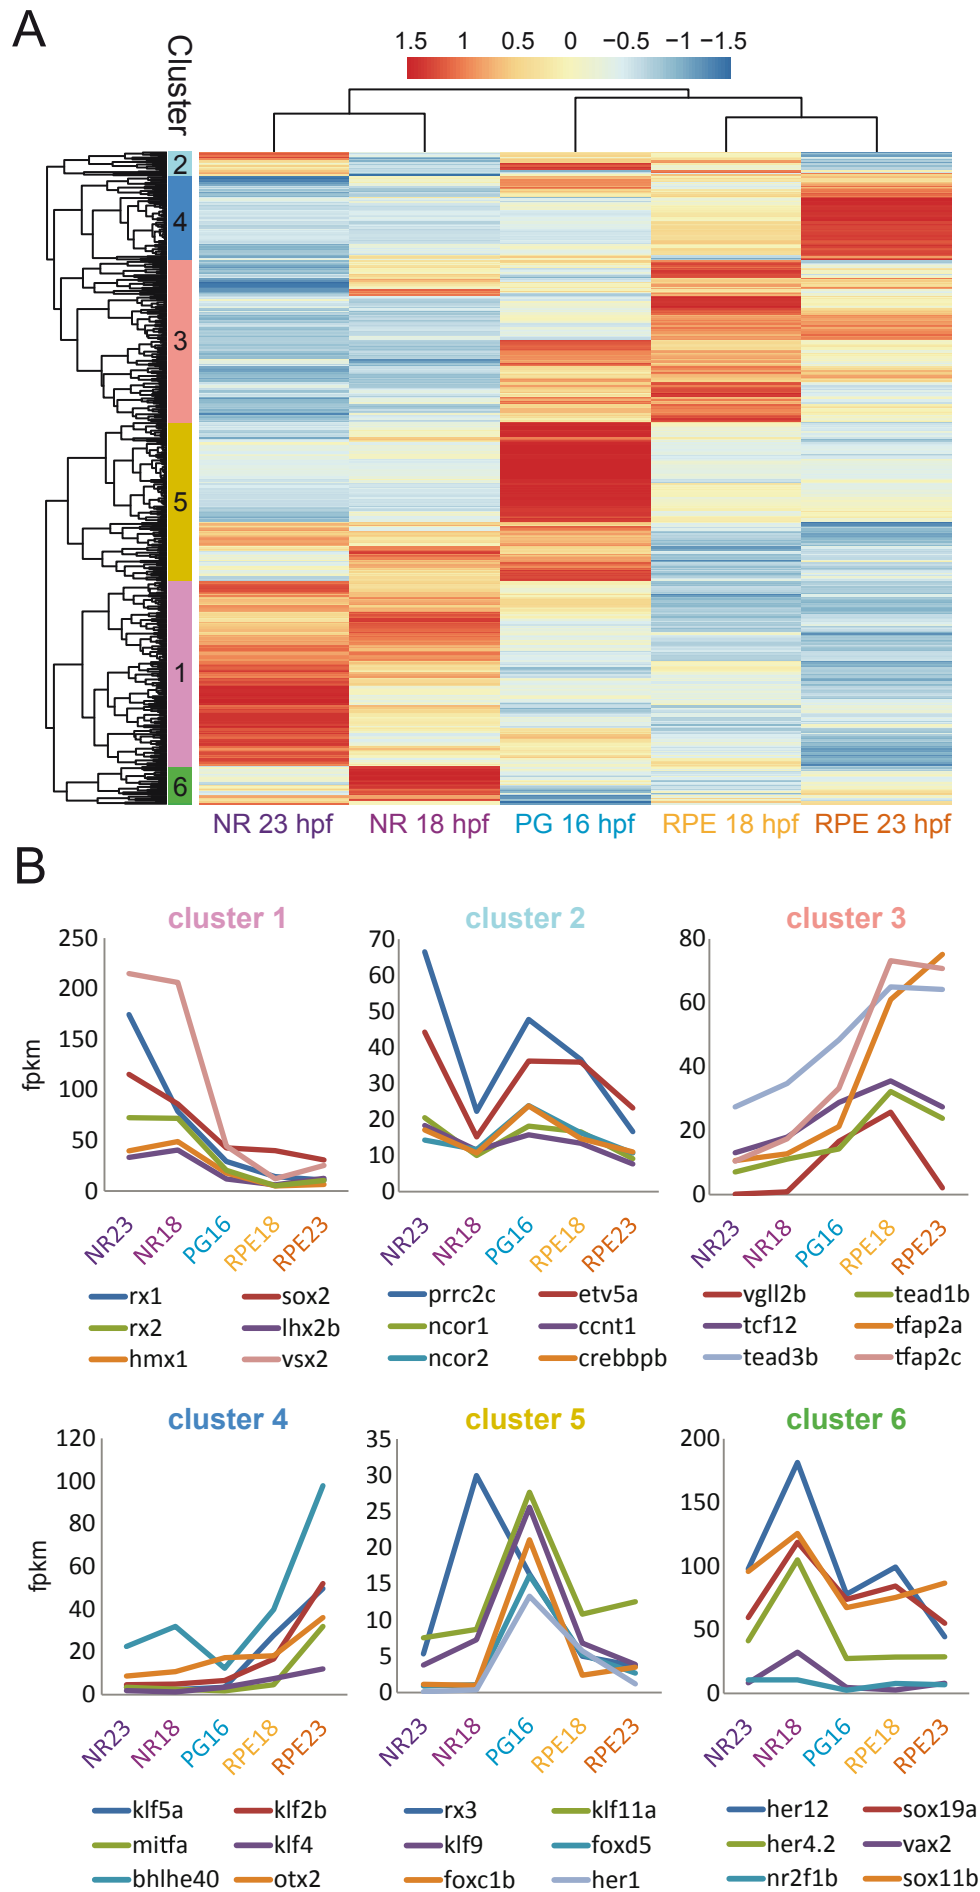 A
Cluster
1.5 1 0.5 0 −0.5 −1 −1.5
2
4
3
5
1
6
NR 23 hpf NR 18 hpf PG 16 hpf RPE 18 hpf RPE 23 hpf
B
cluster 1
fpkm
250
200
150
100
50
0
NR23 NR18 PG16 RPE18 RPE23
rx1 sox2
rx2 lhx2b
hmx1 vsx2
cluster 2
70
60
50
40
30
20
10
0
NR23 NR18 PG16 RPE18 RPE23
prrc2c etv5a
ncor1 ccnt1
ncor2 crebbpb
cluster 3
80
60
40
20
0
NR23 NR18 PG16 RPE18 RPE23
vgll2b tead1b
tcf12 tfap2a
tead3b tfap2c
cluster 4
fpkm
120
100
80
60
40
20
0
NR23 NR18 PG16 RPE18 RPE23
klf5a klf2b
mitfa klf4
bhlhe40 otx2
cluster 5
35
30
25
20
15
10
5
0
NR23 NR18 PG16 RPE18 RPE23
rx3 klf11a
klf9 foxd5
foxc1b her1
cluster 6
200
150
100
50
0
NR23 NR18 PG16 RPE18 RPE23
her12 sox19a
her4.2 vax2
nr2f1b sox11b